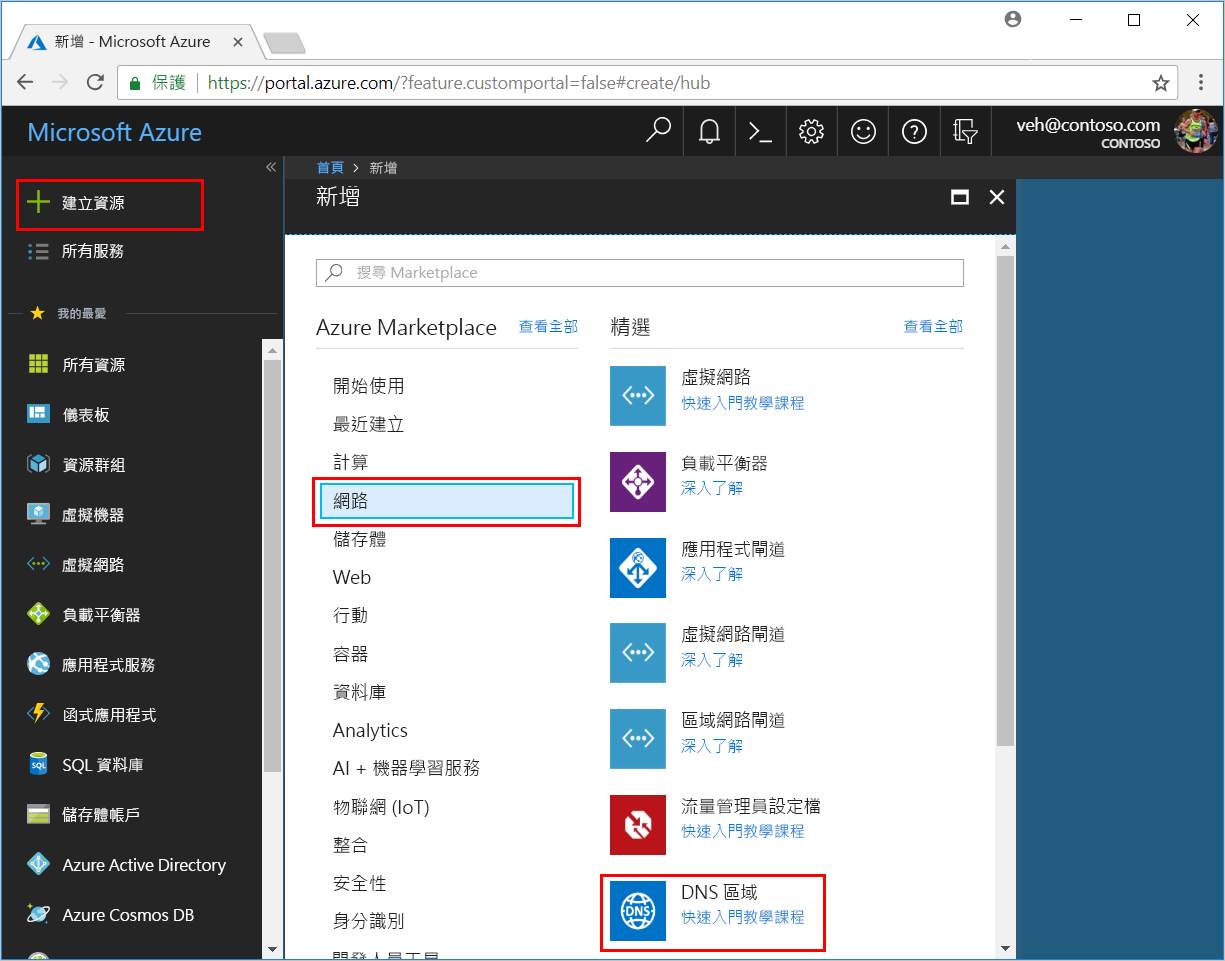 新增 - Microsoft Azure
保護 https://portal.azure.com/?feature.customportal=false#create/hub
Microsoft Azure
veh@contoso.com
CONTOSO
建立資源
所有服務
我的最愛
所有資源
儀表板
資源群組
虛擬機器
虛擬網路
負載平衡器
應用程式服務
函式應用程式
SQL 資料庫
儲存體帳戶
Azure Active Directory
Azure Cosmos DB
首頁 > 新增
新增
搜尋 Marketplace
Azure Marketplace 查看全部
開始使用
最近建立
計算
網路
儲存體
Web
行動
容器
資料庫
Analytics
AI + 機器學習服務
物聯網 (IoT)
整合
安全性
身分識別
開發人員工具
精選 查看全部
虛擬網路
快速入門教學課程
負載平衡器
深入了解
應用程式閘道
深入了解
虛擬網路閘道
深入了解
區域網路閘道
深入了解
流量管理員設定檔
快速入門教學課程
DNS
DNS 區域
快速入門教學課程